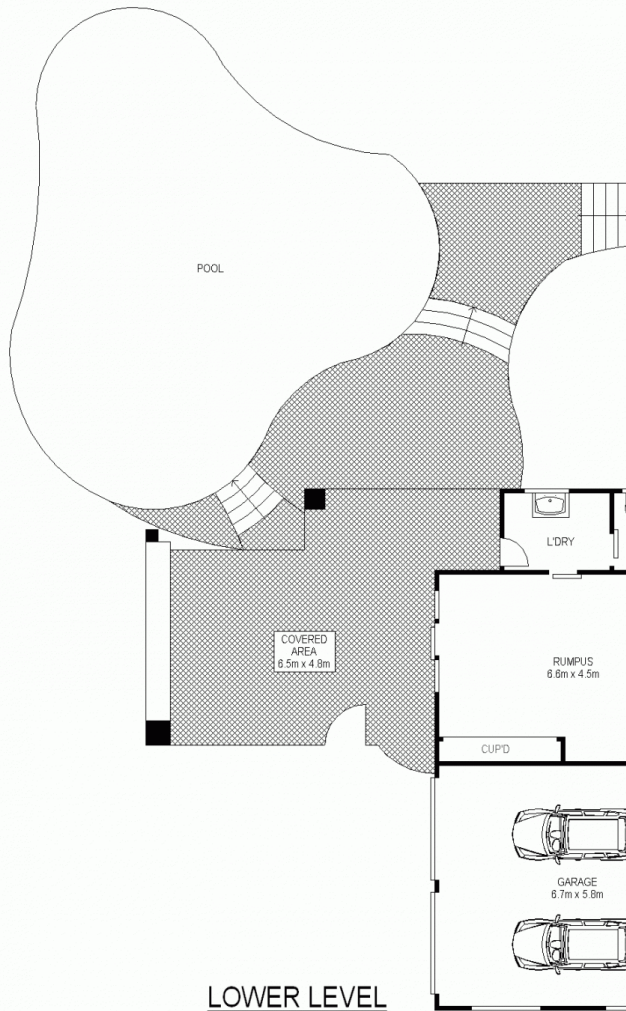 POOL
L'DRY
COVERED
AREA
6.5m x 4.8m
RUMPUS
6.6m x 4.5m
CUP'D
GARAGE
6.7m x 5.8m
LOWER LEVEL